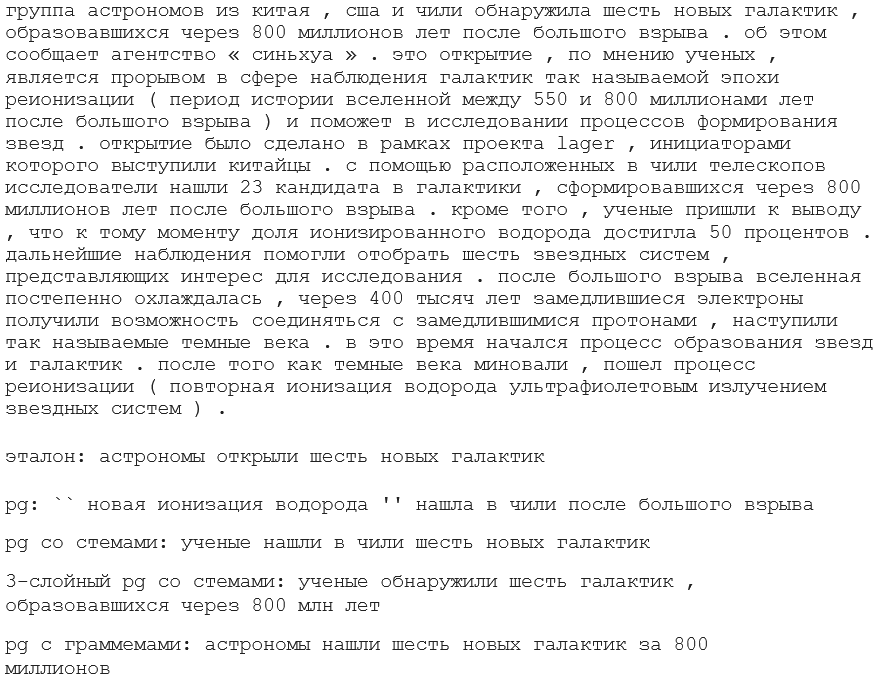 группа астрономов из китая , сша и чили обнаружила шесть новых галактик ,
образовавшихся через 800 миллионов лет после большого взрыва . об этом
сообщает агентство « синьхуа » . это открытие , по мнению ученых ,
является прорывом в сфере наблюдения галактик так называемой эпохи
реионизации ( период истории вселенной между 550 и 800 миллионами лет
после большого взрыва ) и поможет в исследовании процессов формирования
звезд . открытие было сделано в рамках проекта lager , инициаторами
которого выступили китайцы . с помощью расположенных в чили телескопов
исследователи нашли 23 кандидата в галактики , сформировавшихся через 800
миллионов лет после большого взрыва . кроме того , ученые пришли к выводу
, что к тому моменту доля ионизированного водорода достигла 50 процентов .
дальнейшие наблюдения помогли отобрать шесть звездных систем ,
представляющих интерес для исследования . после большого взрыва вселенная
постепенно охлаждалась , через 400 тысяч лет замедлившиеся электроны
получили возможность соединяться с замедлившимися протонами , наступили
так называемые темные века . в это время начался процесс образования звезд
и галактик . после того как темные века миновали , пошел процесс
реионизации ( повторная ионизация водорода ультрафиолетовым излучением
звездных систем ) .
эталон: астрономы открыли шесть новых галактик
pg: `` новая ионизация водорода '' нашла в чили после большого взрыва
pg со стемами: ученые нашли в чили шесть новых галактик
3-слойный pg со стемами: ученые обнаружили шесть галактик ,
образовавшихся через 800 млн лет
pg с граммемами: астрономы нашли шесть новых галактик за 800
миллионов